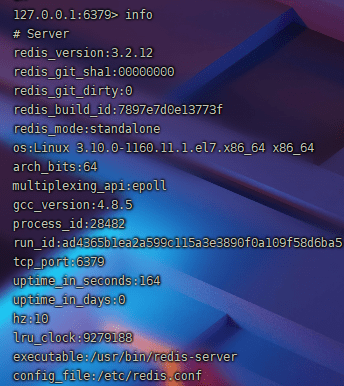 127.0.0.1:6379> info
# Server
redis_version:3.2.12
redis_git_sha1:00000000
redis_git_dirty:0
redis_build_id:7897e7d0e13773f
redis_mode:standalone
os:Linux 3.10.0-1160.11.1.el7.x86_64 x86_64
arch_bits:64
multiplexing_api:epoll
gcc_version:4.8.5
process_id:28482
run_id:ad4365b1ea2a599c115a3e3890f0a109f58d6ba5
tcp_port:6379
uptime_in_seconds:164
uptime_in_days:0
hz:10
lru_clock:9279188
executable:/usr/bin/redis-server
config_file:/etc/redis.conf